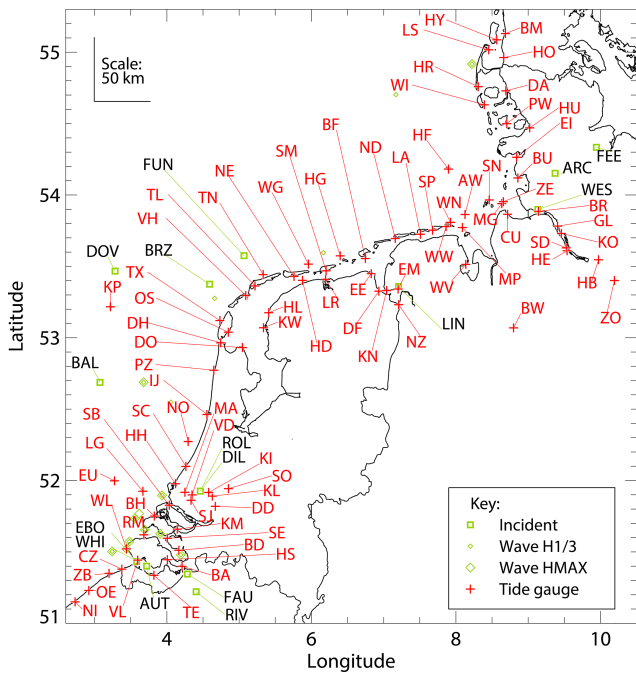 HY
BM
LS
55
Scale:
50 km
HO
HR
DA
WI
PW
HU
BF
EI
SM
ND
HF
FEE
NE
HG
LA
SN
BU
ARC
FUN
WG
SP
AW
ZE
WES
54
TL
TN
WN
MG
BR
VH
CU
GL
DOV
BRZ
WW
SD
KO
TX
EM
MP
HE
KP
EE
WV
HB
OS
HL
LR
BW
ZO
DH
KW
DF
LIN
DO
HD
KN
NZ
53
BAL
PZ
IJ
SB
SC
NO
MA
LG
HH
VD
ROL
DIL
KI
EU
SO
52
WL
KL
BH
SJ
DD
EBO
RM
KM
SE
WHI
BD
CZ
HS
ZB
BA
OE
AUT
FAU
NI
VL
TE
RIV
51
Key:
Incident
Wave H1/3
Wave HMAX
Tide gauge
4
6
8
10
Longitude
Latitude